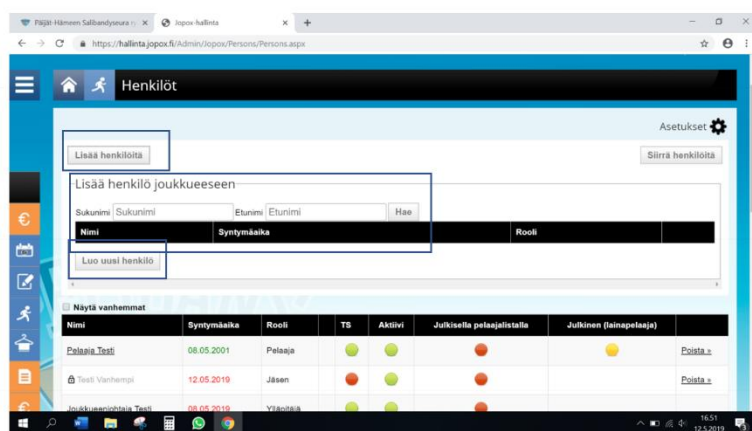 Päijät-Hämeen Salibandyseura ry
Jopox-hallinta
https://hallinta.jopox.fi/Admin/Jopox/Persons/Persons.aspx
Henkilöt
Asetukset
Lisää henkilöitä
Siirrä henkilöitä
Lisää henkilö joukkueeseen
Sukunimi Sukunimi Etunimi Etunimi Hae
Nimi Syntymäaika Rooli
Luo uusi henkilö
Näytä vanhemmat
Nimi Syntymäaika Rooli TS Aktiivi Julkisella pelaajalistalla Julkinen (lainapelaaja)
Pelaaja Testi 08.05.2001 Pelaaja Poista »
Testi Vanhempi 12.05.2019 Jäsen Poista »
Joukkueenjohtaja Testi 08.05.2019 Ylläpitäjä
16.51
12.5.2019